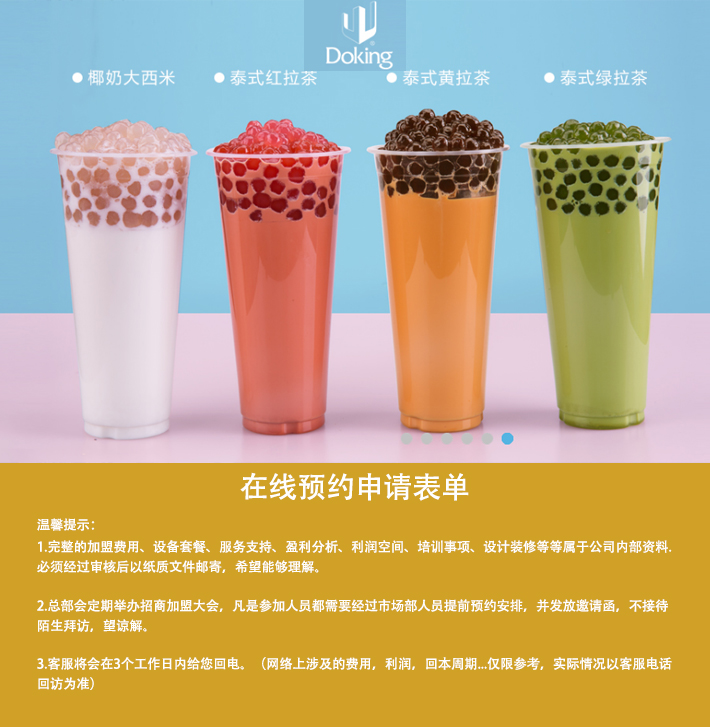 Doking
椰奶大西米
泰式红拉茶
泰式黄拉茶
泰式绿拉茶
在线预约申请表单
温馨提示：
1.完整的加盟费用、设备套餐、服务支持、盈利分析、利润空间、培训事项、设计装修等等属于公司内部资料.
必须经过审核后以纸质文件邮寄，希望能够理解。
2.总部会定期举办招商加盟大会，凡是参加人员都需要经过市场部人员提前预约安排，并发放邀请函，不接待
陌生拜访，望谅解。
3.客服将会在3个工作日内给您回电。（网络上涉及的费用，利润，回本周期...仅限参考，实际情况以客服电话
回访为准）